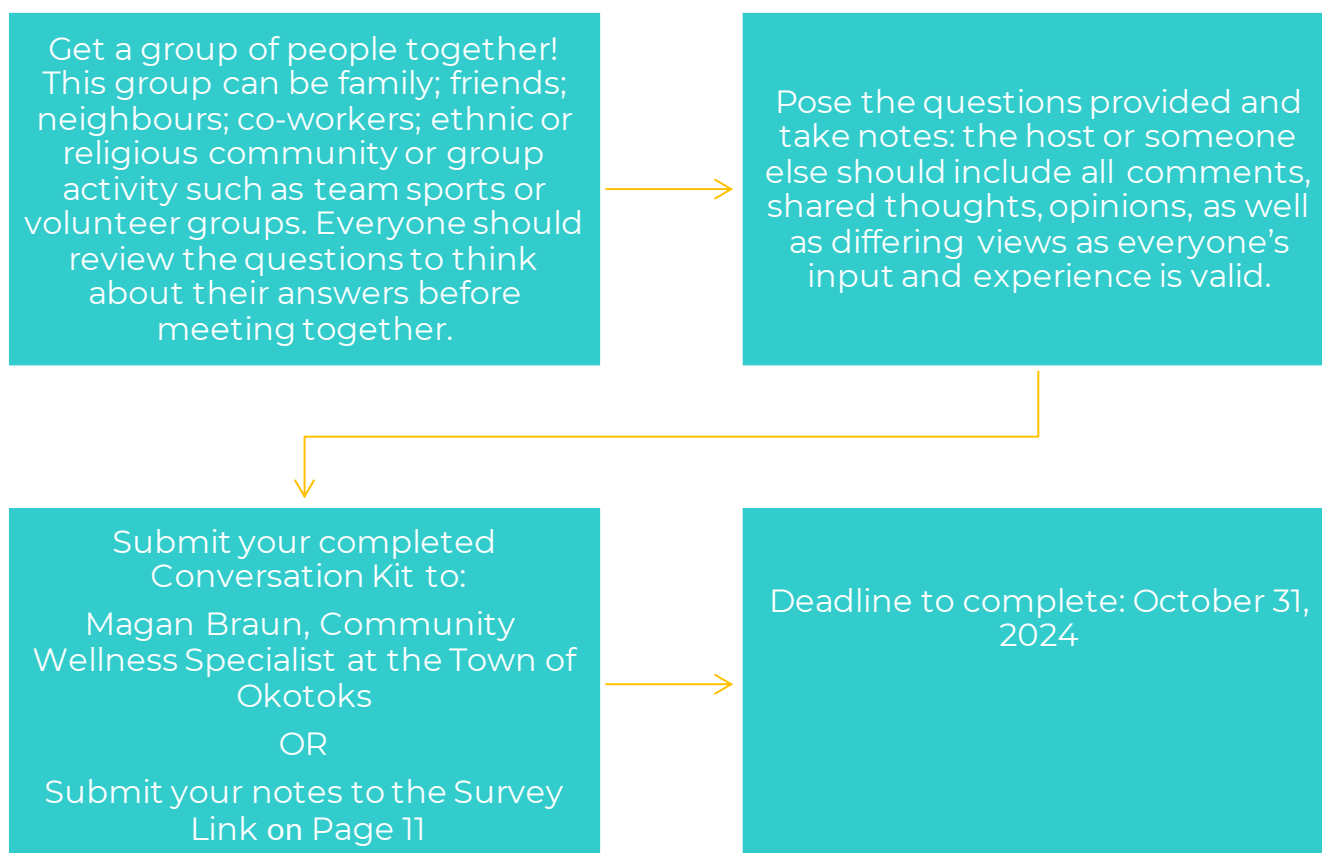 Get a group of people together!
This group can be family; friends;
neighbours; co-workers; ethnic or
religious community or group
activity such as team sports or
volunteer groups. Everyone should
review the questions to think
about their answers before
meeting together.
Pose the questions provided and
take notes: the host or someone
else should include all comments,
shared thoughts, opinions, as well
as differing views as everyone’s
input and experience is valid.
Submit your completed
Conversation Kit to:
Magan Braun, Community
Wellness Specialist at the Town of
Okotoks
OR
Submit your notes to the Survey
Link on Page 11
Deadline to complete: October 31,
2024